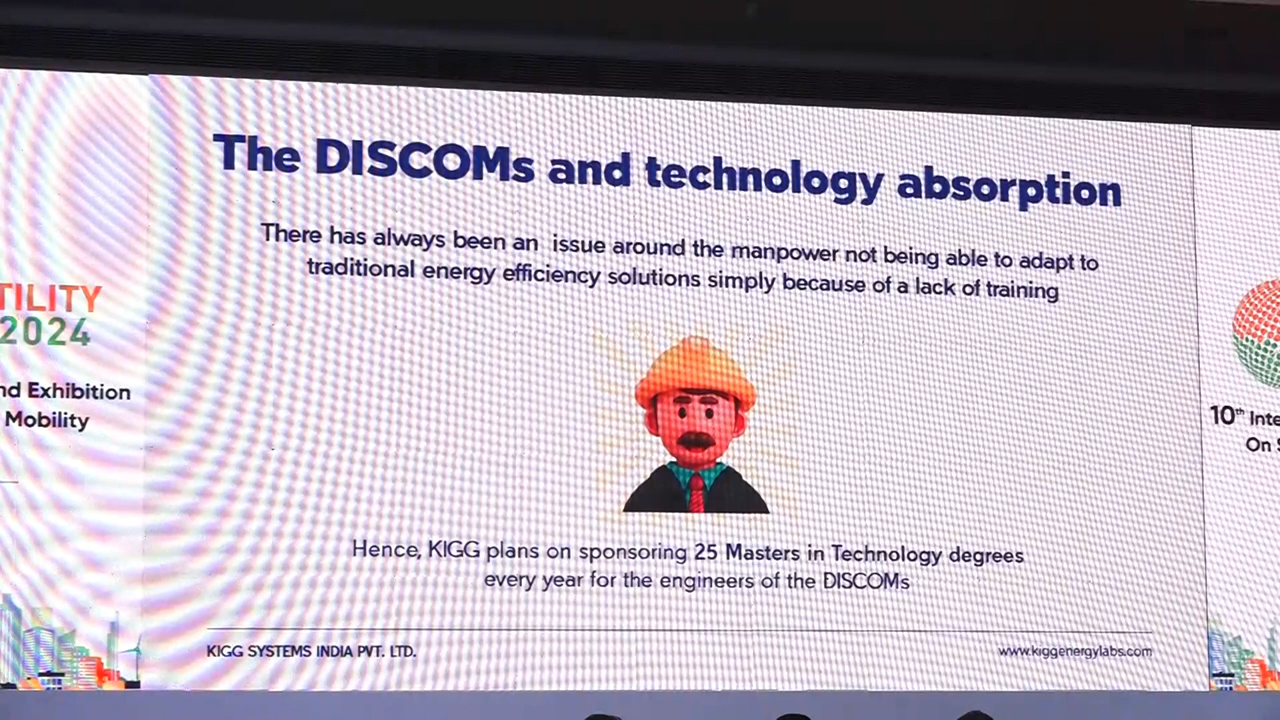 The DISCOMs and technology absorption
There has always been an issue around the manpower not being able to adapt to
traditional energy efficiency solutions simply because of a lack of training
Hence, KIGG plans on sponsoring 25 Masters in Technology degrees
every year for the engineers of the DISCOMs
KIGG SYSTEMS INDIA PVT. LTD.
www.kiggenergylabs.com
TILITY
2024
nd Exhibition
Mobility
10th Inte
On S